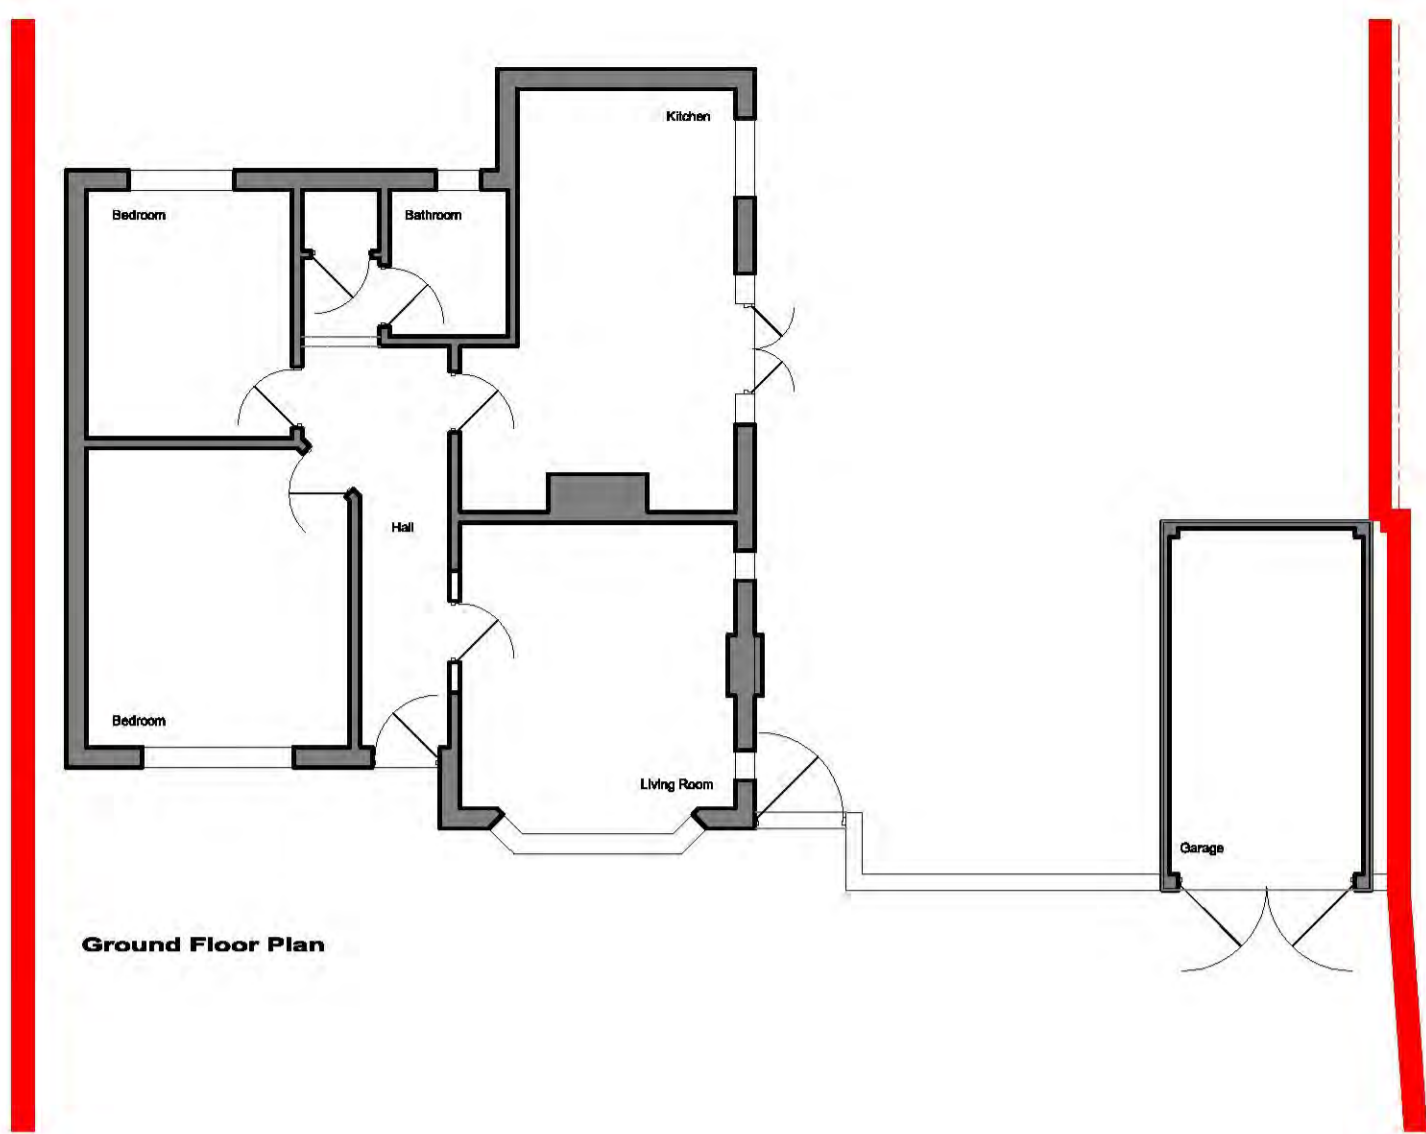 Kitchen
Bedroom
Bathroom
Hall
Bedroom
Living Room
Garage
Ground Floor Plan